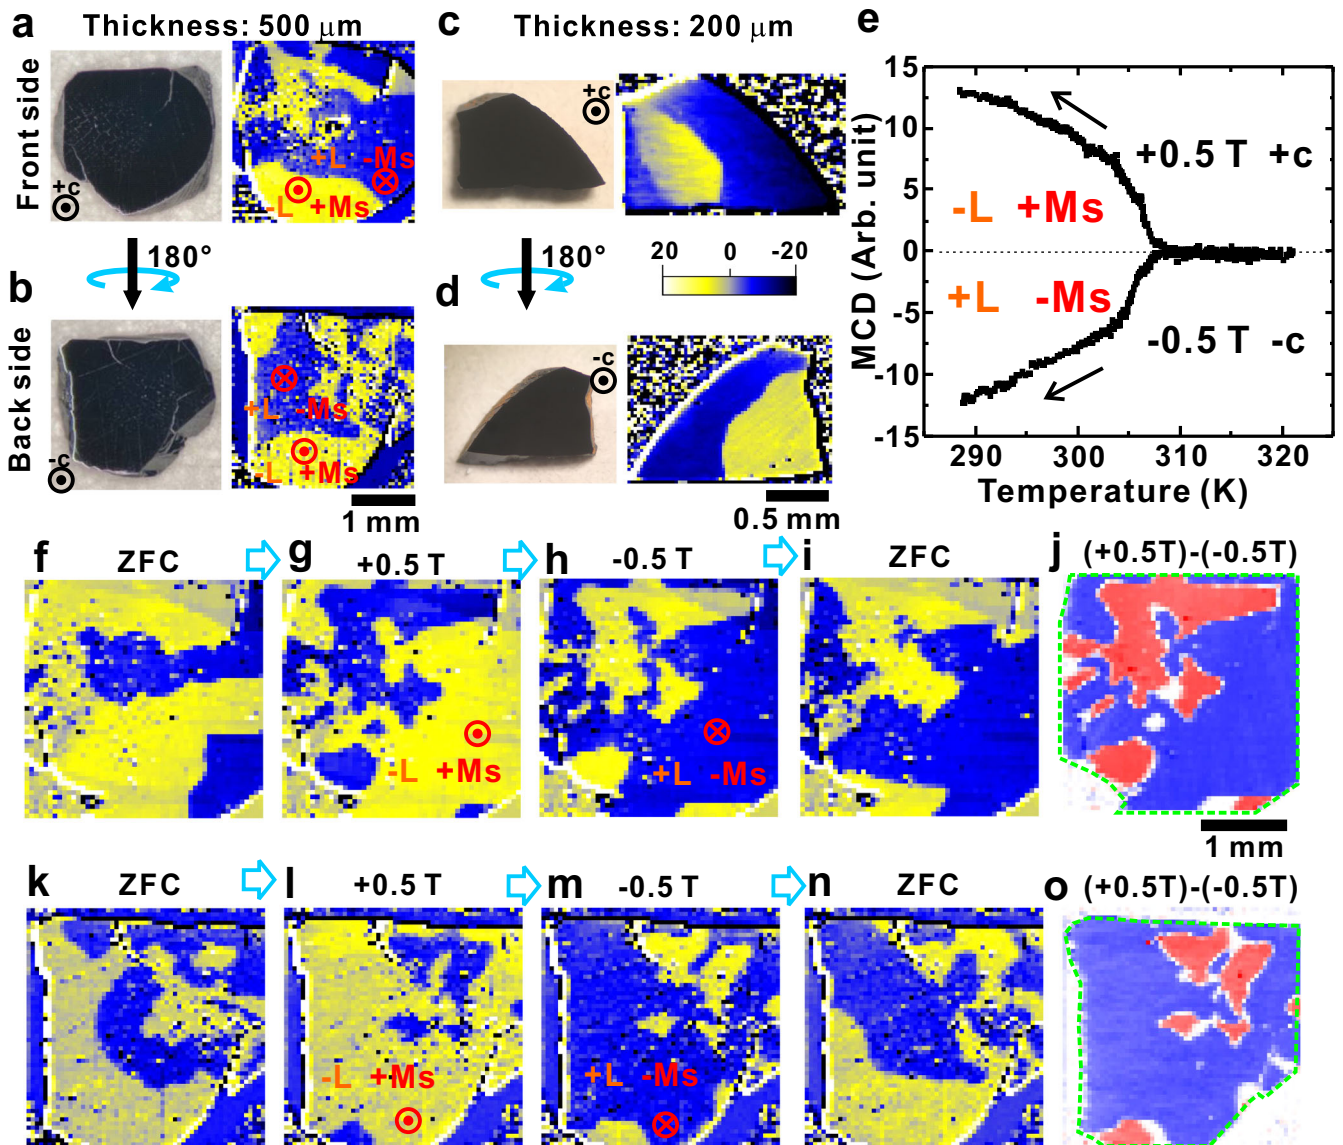 a Thickness: 500 μm
c Thickness: 200 μm
e
Front side
+c
+L -Ms
-L +Ms
+c
180°
180°
20 0 -20
b
d
Back side
-c
+L -Ms
-L +Ms
-c
1 mm
0.5 mm
MCD (Arb. unit)
15
10
5
0
-5
-10
-15
+0.5 T +c
-L +Ms
+L -Ms
-0.5 T -c
290 300 310 320
Temperature (K)
f ZFC
g +0.5 T
h -0.5 T
i ZFC
j (+0.5T)-(-0.5T)
-L +Ms
+L -Ms
1 mm
k ZFC
l +0.5 T
m -0.5 T
n ZFC
o (+0.5T)-(-0.5T)
-L +Ms
+L -Ms